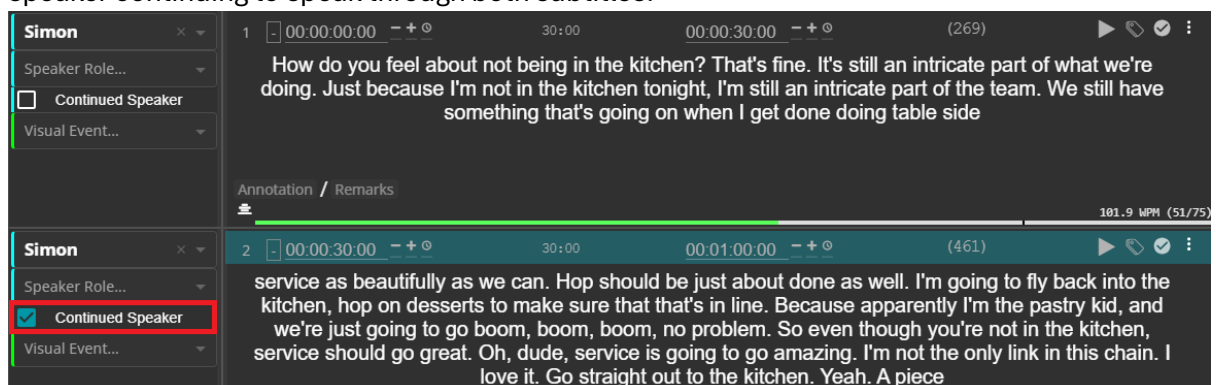 speaker continuing to speak through both subtitles.
Simon
Speaker Role...
Continued Speaker
Visual Event...
1 - 00:00:00:00 30:00 00:00:30:00 (269)
How do you feel about not being in the kitchen? That's fine. It's still an intricate part of what we're
doing. Just because I'm not in the kitchen tonight, I'm still an intricate part of the team. We still have
something that's going on when I get done doing table side
Annotation / Remarks
101.9 WPM (51/75)
Simon
Speaker Role...
Continued Speaker
Visual Event...
2 - 00:00:30:00 30:00 00:01:00:00 (461)
service as beautifully as we can. Hop should be just about done as well. I'm going to fly back into the
kitchen, hop on desserts to make sure that that's in line. Because apparently I'm the pastry kid, and
we're just going to go boom, boom, boom, no problem. So even though you're not in the kitchen,
service should go great. Oh, dude, service is going to go amazing. I'm not the only link in this chain. I
love it. Go straight out to the kitchen. Yeah. A piece